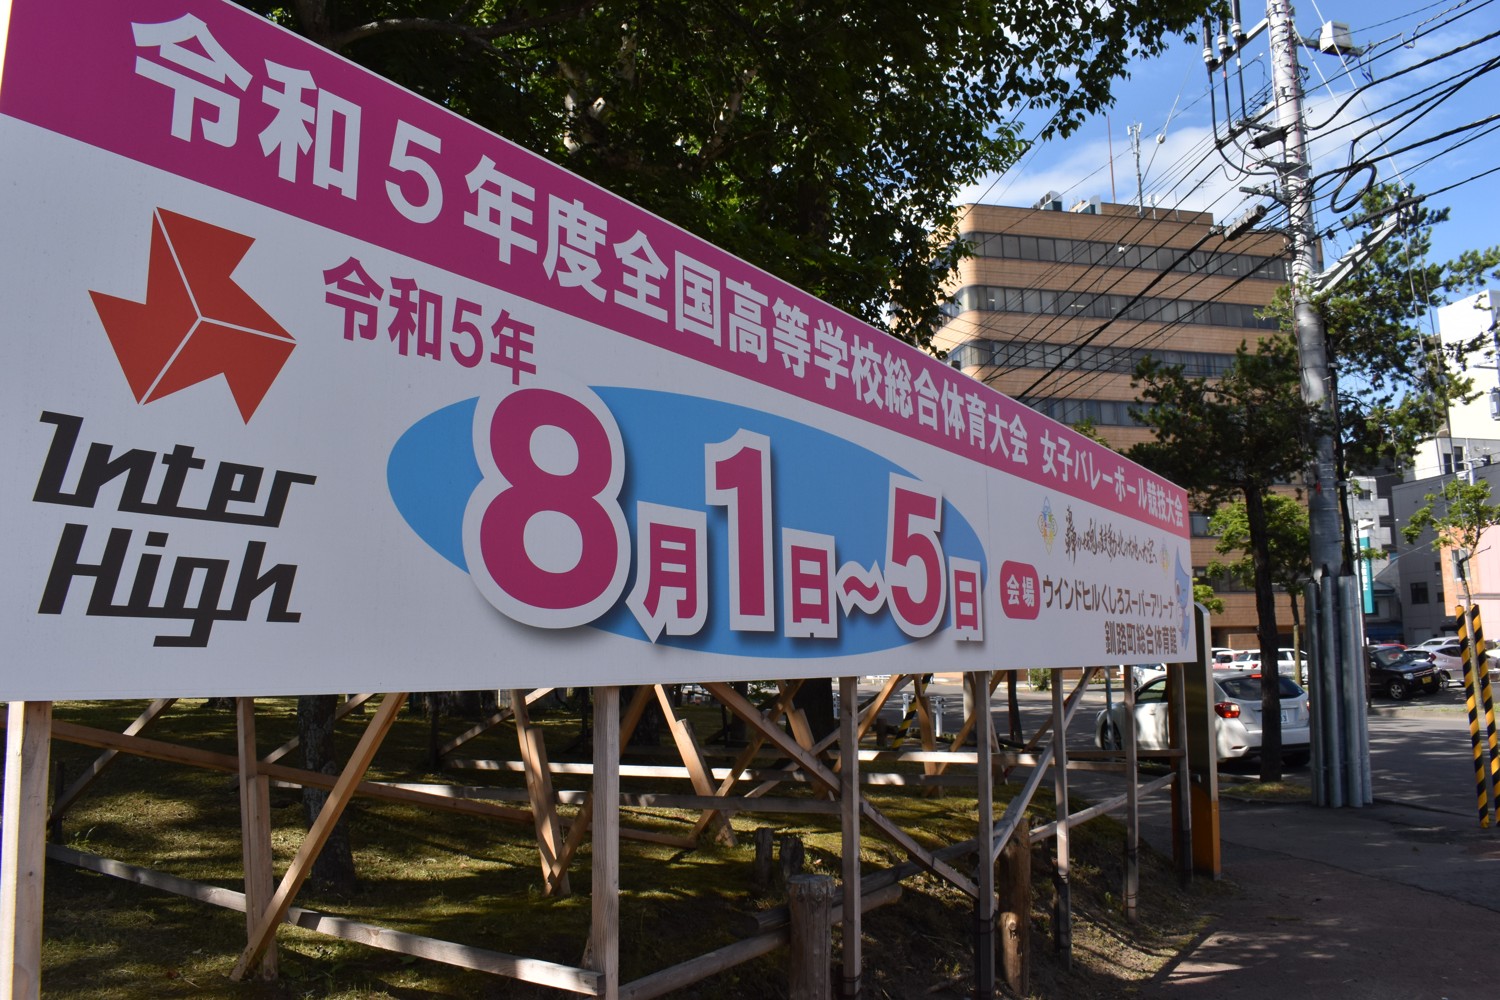 令和5年度全国高等学校総合体育大会 女子バレーボール競技大会
令和5年
8月1日～5日
Inter
High
会場
ウインドヒルくしろスーパーアリーナ
釧路町総合体育館